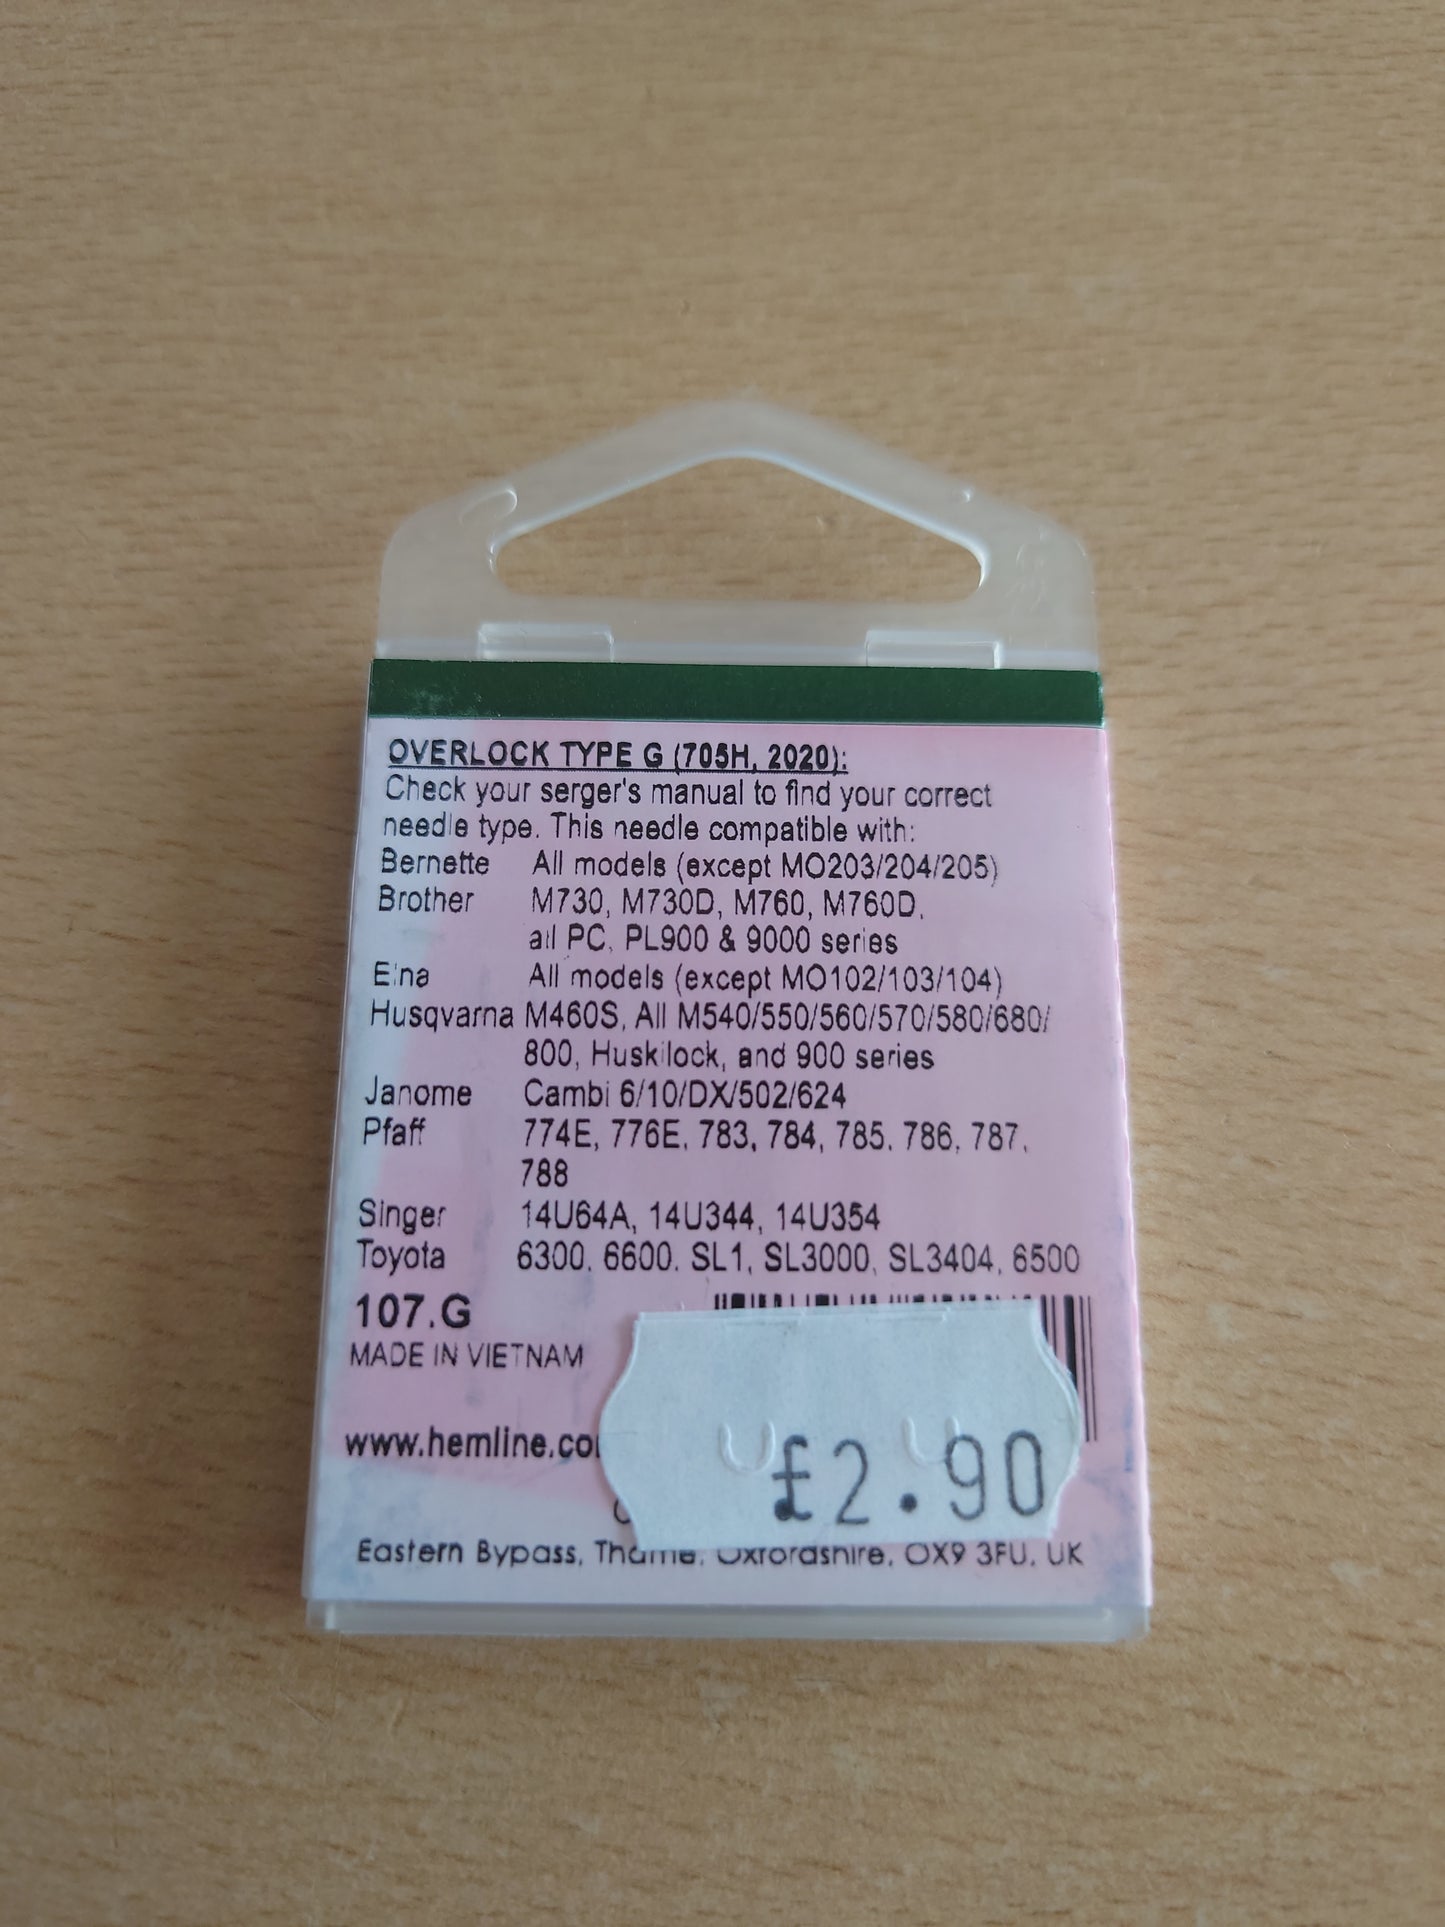 OVERLOCK TYPE G (705H, 2020):
Check your serger's manual to find your correct
needle type. This needle compatible with:
Bernette All models (except MO203/204/205)
Brother M730, M730D, M760, M760D,
all PC, PL900 & 9000 series
Elna All models (except MO102/103/104)
Husqvarna M460S, All M540/550/560/570/580/680/
800, Huskilock, and 900 series
Janome Cambi 6/10/DX/502/624
Pfaff 774E, 776E, 783, 784, 785, 786, 787,
788
Singer 14U64A, 14U344, 14U354
Toyota 6300, 6600, SL1, SL3000, SL3404, 6500
107.G
MADE IN VIETNAM
www.hemline.co
£2.90
Eastern Bypass, Thame, Oxfordshire, OX9 3FU, UK